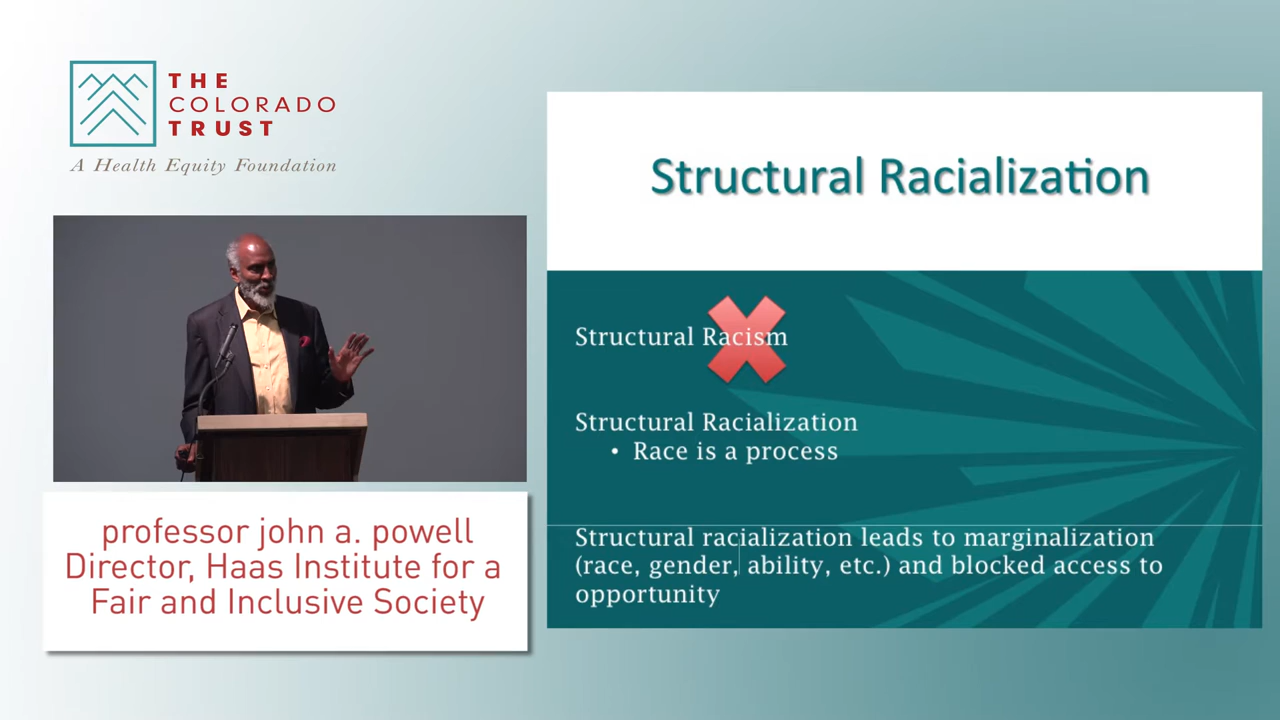 THE
COLORADO
TRUST
A Health Equity Foundation
professor john a. powell
Director, Haas Institute for a
Fair and Inclusive Society
Structural Racialization
Structural Racism
Structural Racialization
• Race is a process
Structural racialization leads to marginalization
(race, gender, ability, etc.) and blocked access to
opportunity